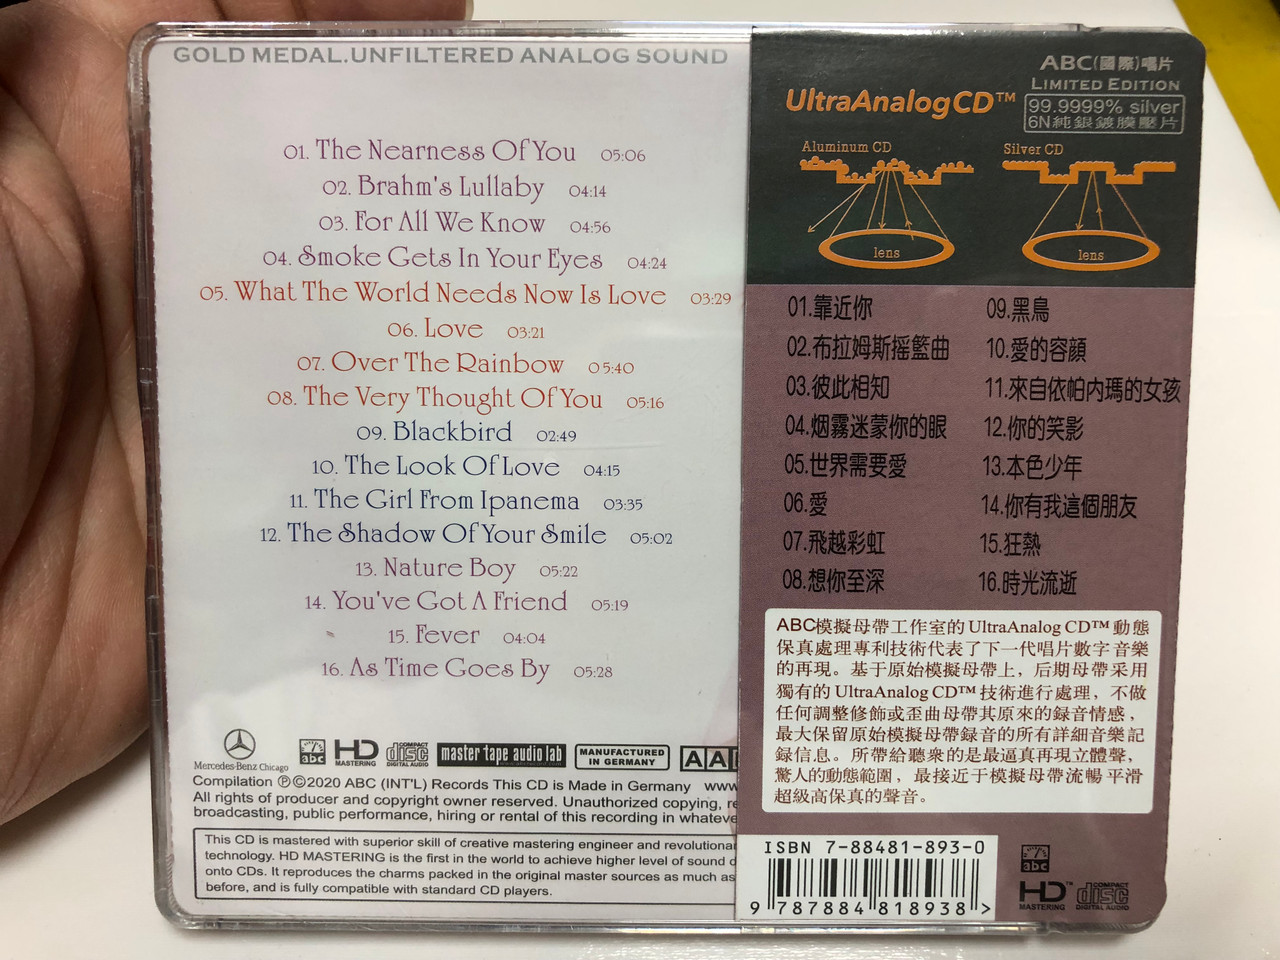 GOLD MEDAL.UNFILTERED ANALOG SOUND
01. The Nearness Of You 05:06
02. Brahm's Lullaby 04:14
03. For All We Know 04:56
04. Smoke Gets In Your Eyes 04:24
05. What The World Needs Now Is Love 03:29
06. Love 03:21
07. Over The Rainbow 05:40
08. The Very Thought Of You 05:16
09. Blackbird 02:49
10. The Look Of Love 04:15
11. The Girl From Ipanema 03:35
12. The Shadow Of Your Smile 05:02
13. Nature Boy 05:22
14. You've Got A Friend 05:19
15. Fever 04:04
16. As Time Goes By 05:28
Mercedes-Benz Chicago
abc
HD MASTERING
COMPACT disc DIGITAL AUDIO
master tape audio lab
MANUFACTURED IN GERMANY
AA
Compilation ℗©2020 ABC (INT'L) Records This CD is Made in Germany www
All rights of producer and copyright owner reserved. Unauthorized copying, re
broadcasting, public performance, hiring or rental of this recording in whateve
This CD is mastered with superior skill of creative mastering engineer and revolutionar
technology. HD MASTERING is the first in the world to achieve higher level of sound d
onto CDs. It reproduces the charms packed in the original master sources as much as
before, and is fully compatible with standard CD players.
ABC(國際)唱片
LIMITED EDITION
UltraAnalogCD™
99.9999% silver
6N純銀鍍膜壓片
Aluminum CD
Silver CD
lens
lens
01.靠近你
02.布拉姆斯摇籃曲
03.彼此相知
04.烟霧迷蒙你的眼
05.世界需要愛
06.愛
07.飛越彩虹
08.想你至深
09.黑鳥
10.愛的容顔
11.來自依帕内瑪的女孩
12.你的笑影
13.本色少年
14.你有我這個朋友
15.狂熱
16.時光流逝
ABC模擬母帶工作室的UltraAnalog CD™動態
保真處理專利技術代表了下一代唱片數字音樂
的再現。基于原始模擬母帶上，后期母帶采用
獨有的UltraAnalog CD™技術進行處理，不做
任何調整修飾或歪曲母帶其原來的録音情感，
最大保留原始模擬母帶録音的所有詳細音樂記
録信息。所帶給聽衆的是最逼真再現立體聲，
驚人的動態範圍，最接近于模擬母帶流暢平滑
超級高保真的聲音。
ISBN 7-88481-893-0
9 787884 818938 >
abc
HD™ MASTERING
COMPACT disc DIGITAL AUDIO